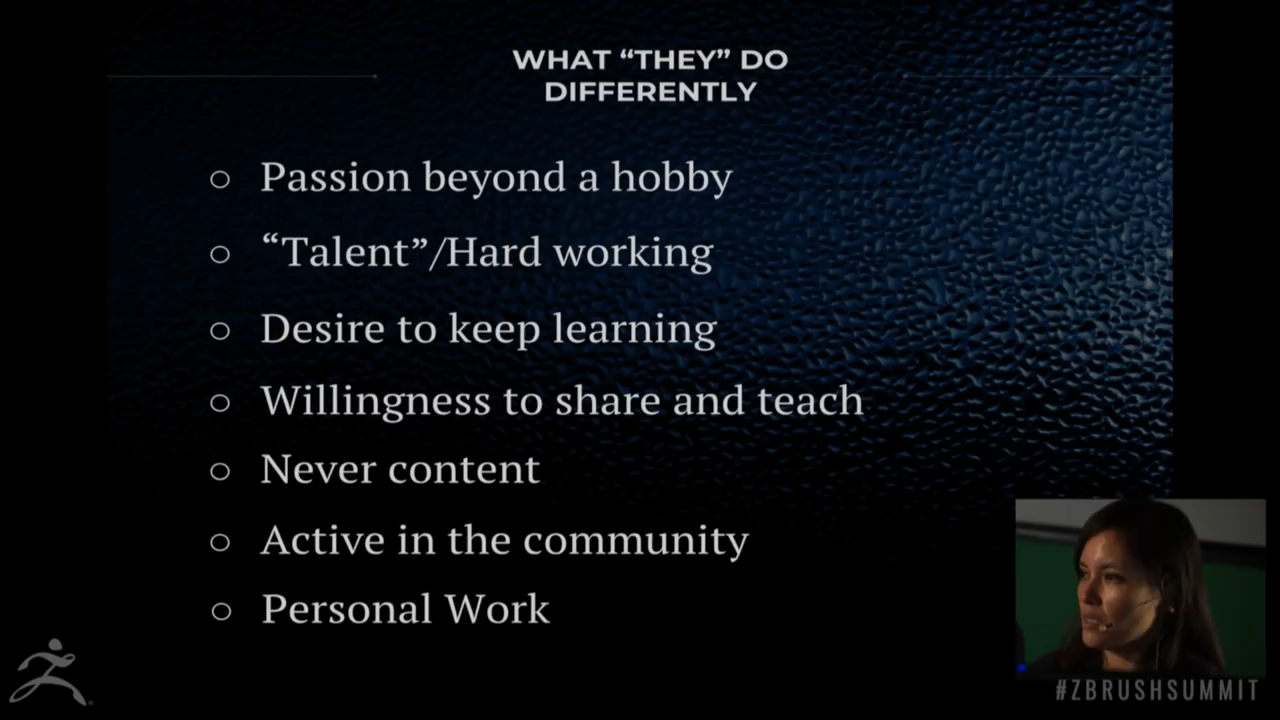 WHAT “THEY” DO
DIFFERENTLY
Passion beyond a hobby
“Talent”/Hard working
Desire to keep learning
Willingness to share and teach
Never content
Active in the community
Personal Work
#ZBRUSHSUMMIT